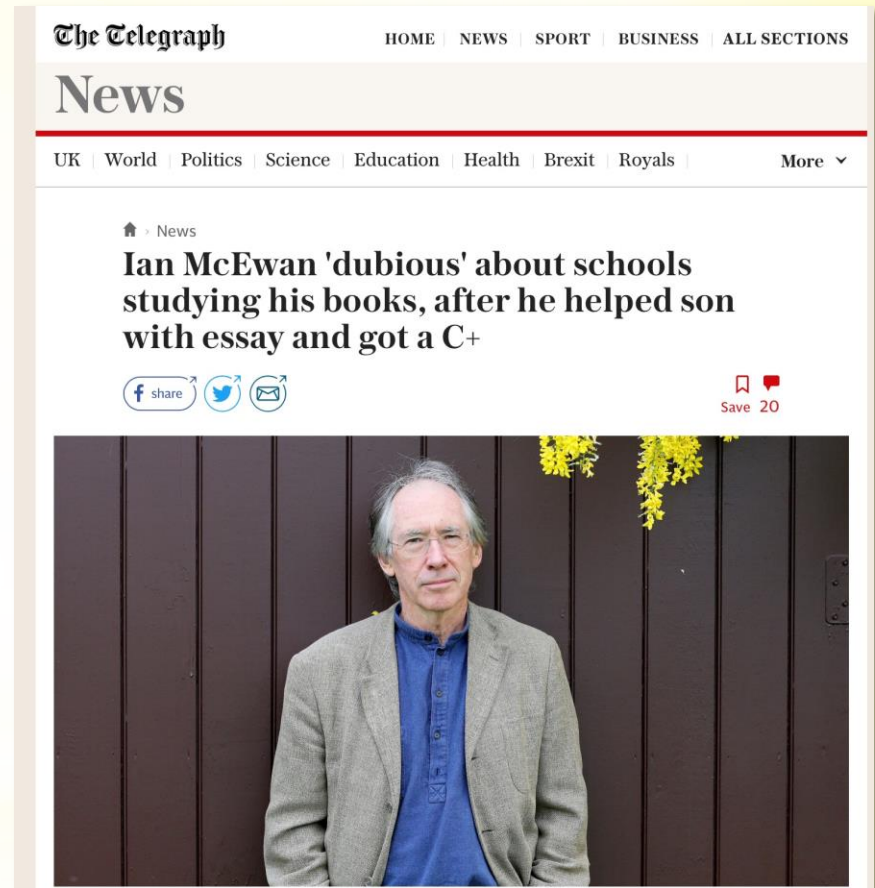 The Telegraph
HOME NEWS SPORT BUSINESS ALL SECTIONS
News
UK World Politics Science Education Health Brexit Royals More
News
Ian McEwan 'dubious' about schools
studying his books, after he helped son
with essay and got a C+
f share
Save 20